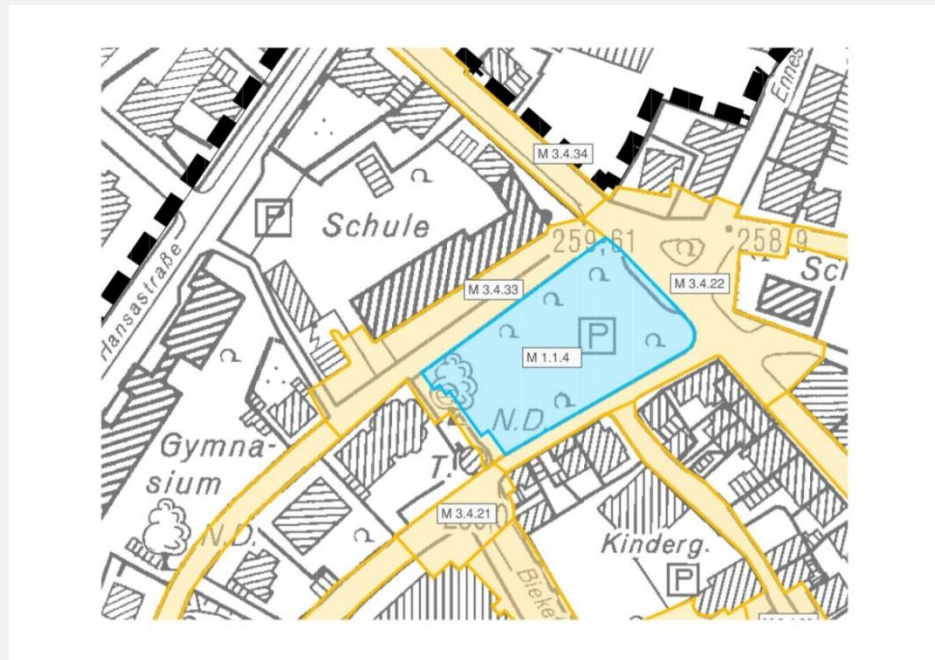 Ennes
M 3.4.34
P
Schule
259,61
258,9
M 3.4.22
Sch
Hansastraße
M 3.4.33
P
M 1.1.4
N.D.
Gymna-
sium
T.
M 3.4.21
N.D.
Kinderg.
P
Bieke